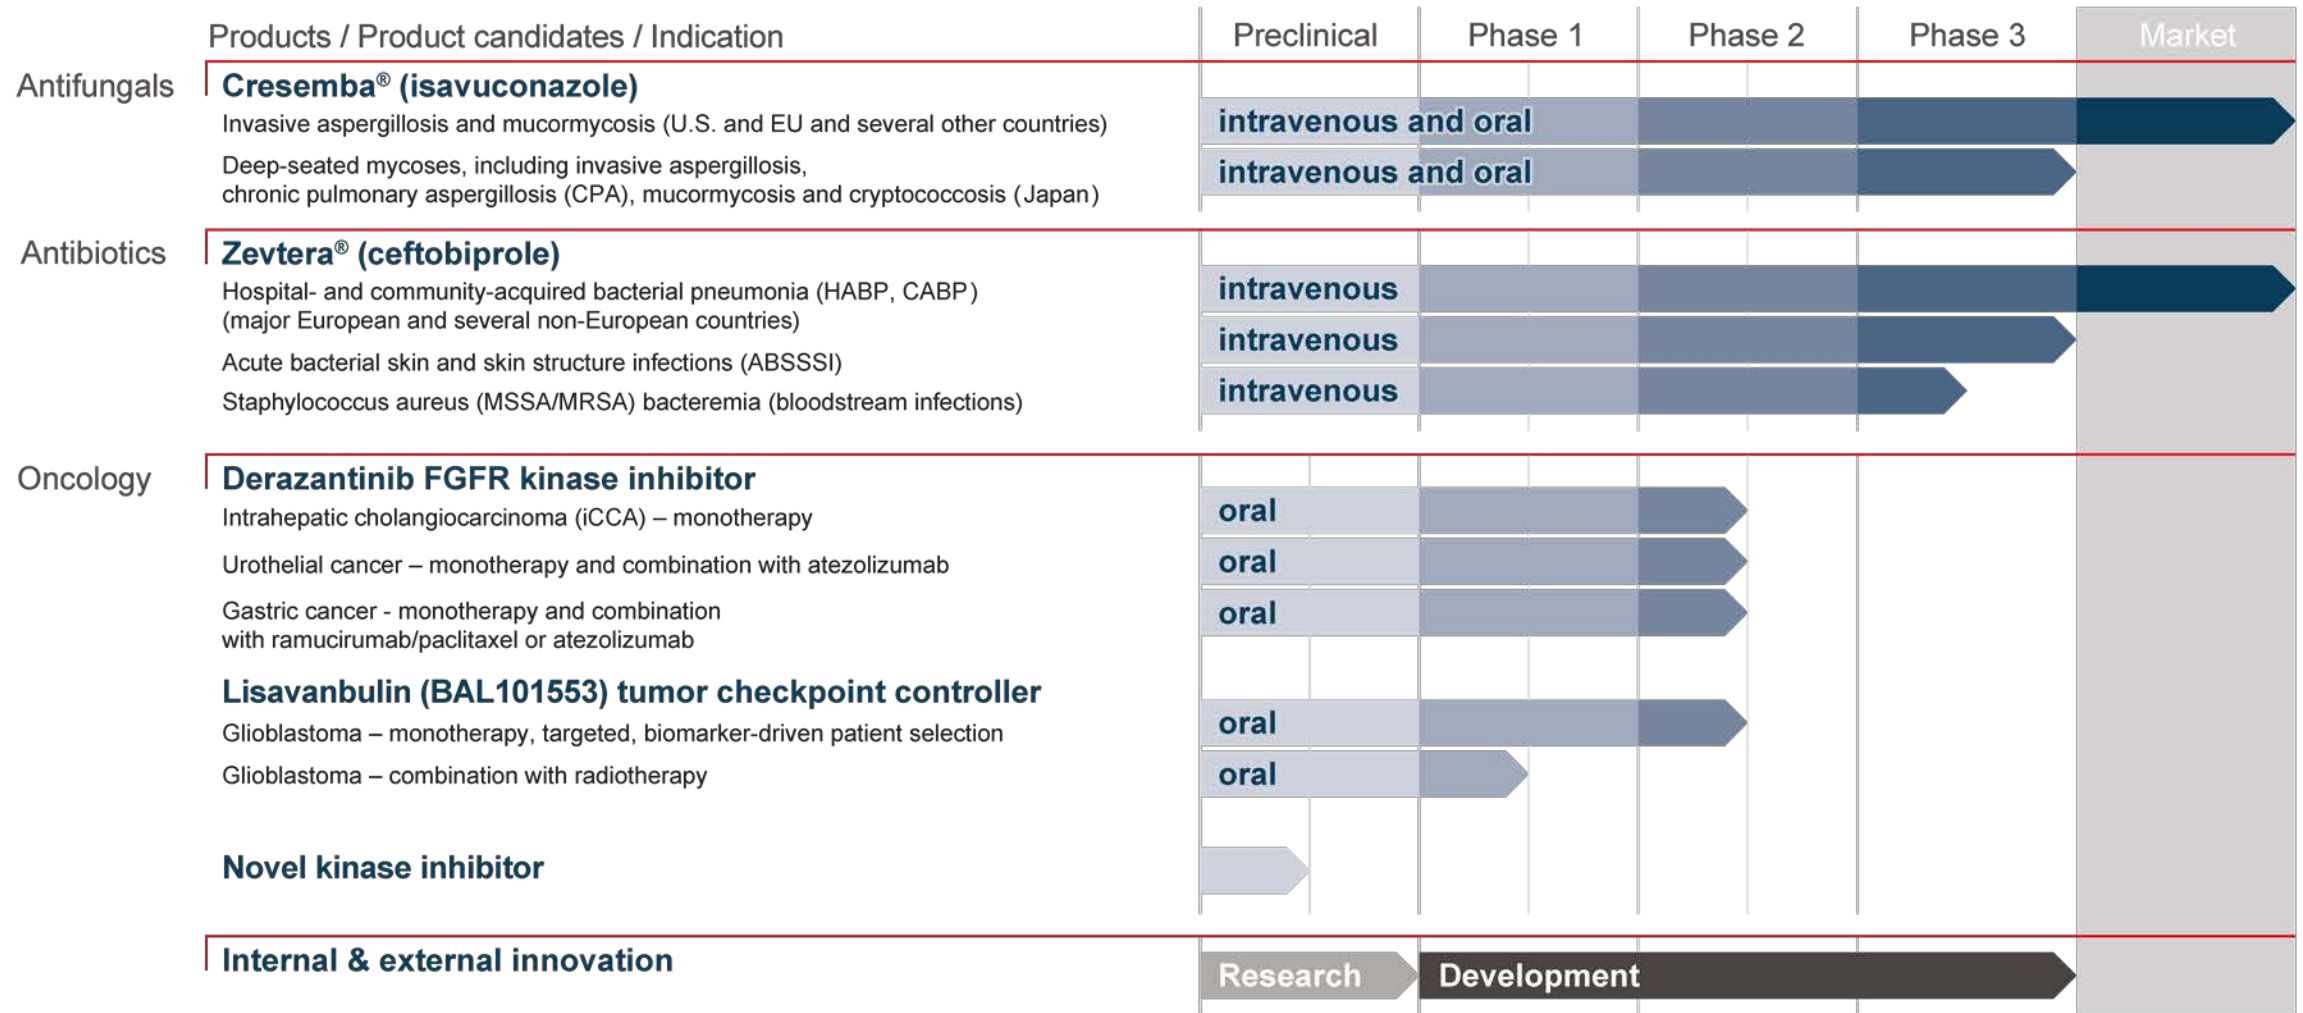 Products / Product candidates / Indication
Preclinical
Phase 1
Phase 2
Phase 3
Market
Antifungals
Cresemba® (isavuconazole)
Invasive aspergillosis and mucormycosis (U.S. and EU and several other countries)
intravenous and oral
Deep-seated mycoses, including invasive aspergillosis,
chronic pulmonary aspergillosis (CPA), mucormycosis and cryptococcosis (Japan)
intravenous and oral
Antibiotics
Zevtera® (ceftobiprole)
Hospital- and community-acquired bacterial pneumonia (HABP, CABP)
(major European and several non-European countries)
intravenous
Acute bacterial skin and skin structure infections (ABSSSI)
intravenous
Staphylococcus aureus (MSSA/MRSA) bacteremia (bloodstream infections)
intravenous
Oncology
Derazantinib FGFR kinase inhibitor
Intrahepatic cholangiocarcinoma (iCCA) – monotherapy
oral
Urothelial cancer – monotherapy and combination with atezolizumab
oral
Gastric cancer - monotherapy and combination
with ramucirumab/paclitaxel or atezolizumab
oral
Lisavanbulin (BAL101553) tumor checkpoint controller
Glioblastoma – monotherapy, targeted, biomarker-driven patient selection
oral
Glioblastoma – combination with radiotherapy
oral
Novel kinase inhibitor
Internal & external innovation
Research
Development